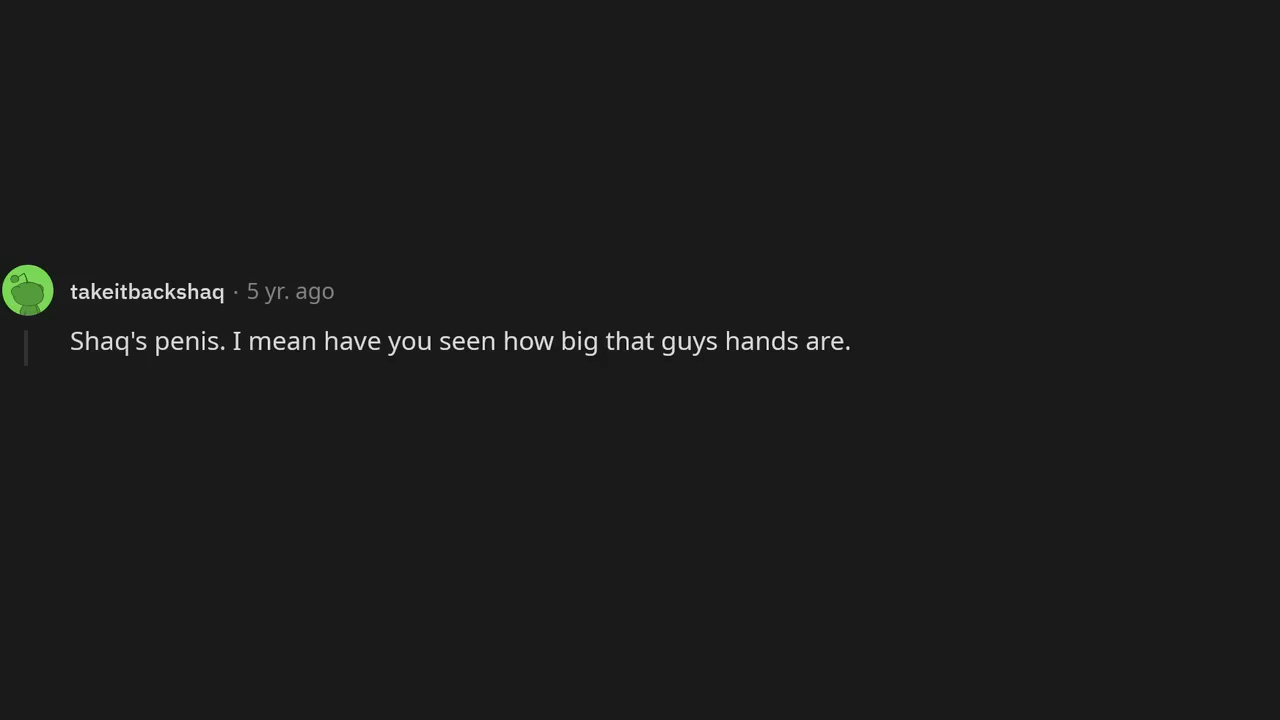 takeitbackshaq · 5 yr. ago
Shaq's penis. I mean have you seen how big that guys hands are.